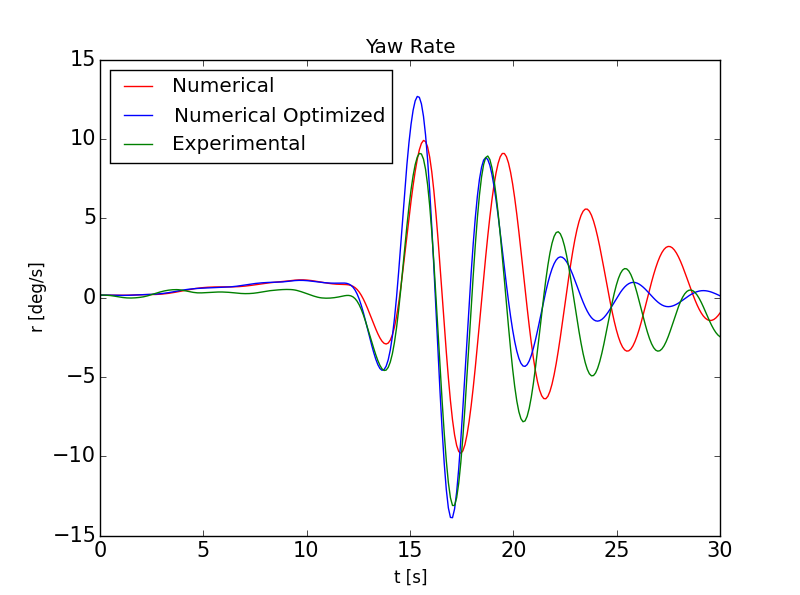 Yaw Rate
Numerical
Numerical Optimized
Experimental
r [deg/s]
15
10
5
0
−5
−10
−15
0 5 10 15 20 25 30
t [s]